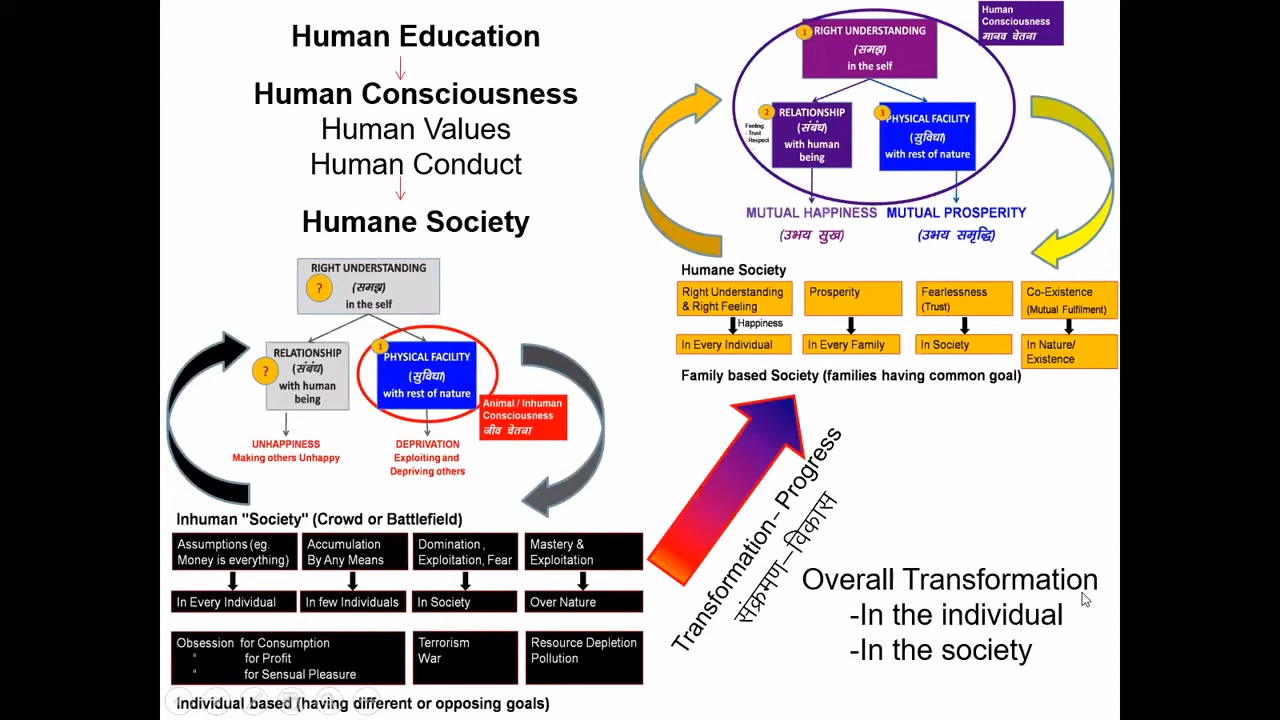 Human Education
Human Consciousness
Human Values
Human Conduct
Humane Society
RIGHT UNDERSTANDING
(समझ)
?
in the self
RELATIONSHIP
(संबंध)
?
with human
being
1
PHYSICAL FACILITY
(सुविधा)
with rest of nature
Animal / Inhuman
Consciousness
जीव चेतना
UNHAPPINESS
Making others Unhappy
DEPRIVATION
Exploiting and
Depriving others
Inhuman "Society" (Crowd or Battlefield)
Assumptions (eg.
Money is everything)
Accumulation
By Any Means
Domination ,
Exploitation, Fear
Mastery &
Exploitation
In Every Individual
In few Individuals
In Society
Over Nature
Obsession for Consumption
" for Profit
" for Sensual Pleasure
Terrorism
War
Resource Depletion
Pollution
Individual based (having different or opposing goals)
Human
Consciousness
मानव चेतना
1
RIGHT UNDERSTANDING
(समझ)
in the self
2
RELATIONSHIP
(संबंध)
with human
being
Feeling
- Trust
- Respect
3
PHYSICAL FACILITY
(सुविधा)
with rest of nature
MUTUAL HAPPINESS
(उभय सुख)
MUTUAL PROSPERITY
(उभय समृद्धि)
Humane Society
Right Understanding
& Right Feeling
Prosperity
Fearlessness
(Trust)
Co-Existence
(Mutual Fulfilment)
Happiness
In Every Individual
In Every Family
In Society
In Nature/
Existence
Family based Society (families having common goal)
Transformation - Progress
संक्रमण–विकास
Overall Transformation
-In the individual
-In the society